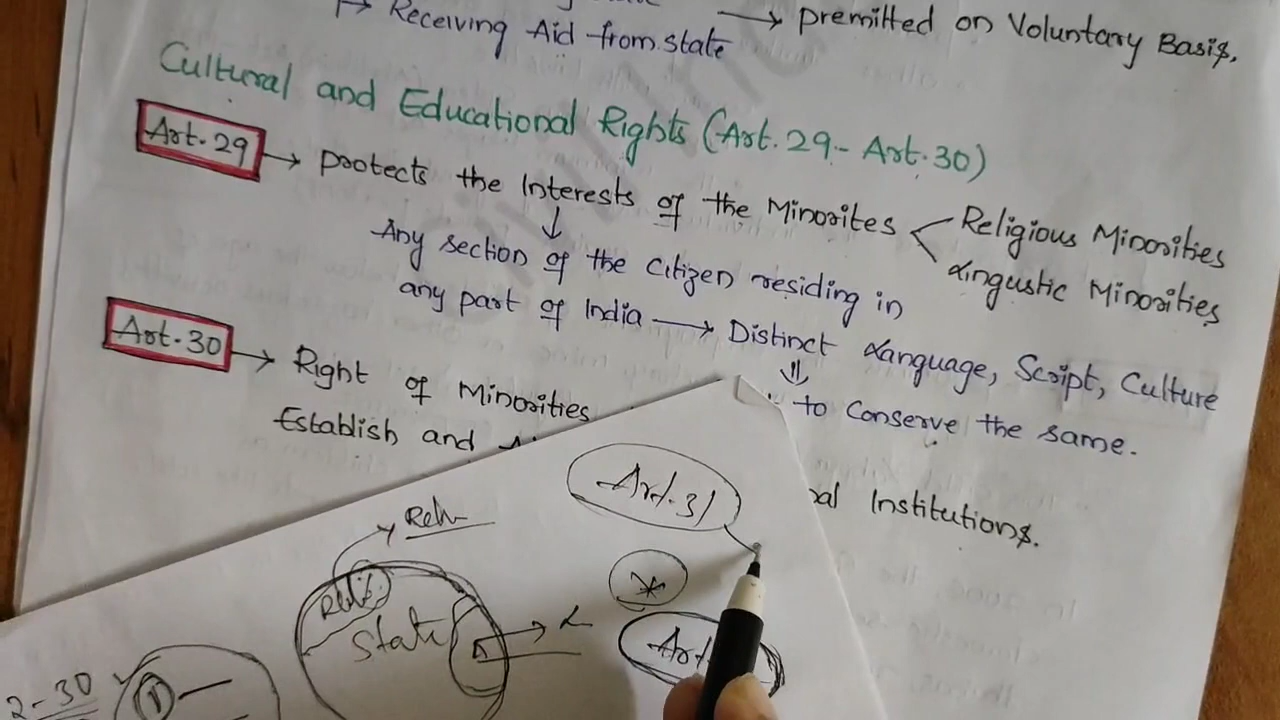 Receiving Aid from state → premitted on Voluntary Basis.
Cultural and Educational Rights (Art. 29 - Art. 30)
Art. 29 → protects the Interests of the Minorites
Religious Minorities
Lingustic Minorities
Any section of the citizen residing in
any part of India → Distinct Language, Script, Culture
to conserve the same.
Art. 30 → Right of Minorities
Establish and
Institutions.
Art. 31
State
Art.
2-30